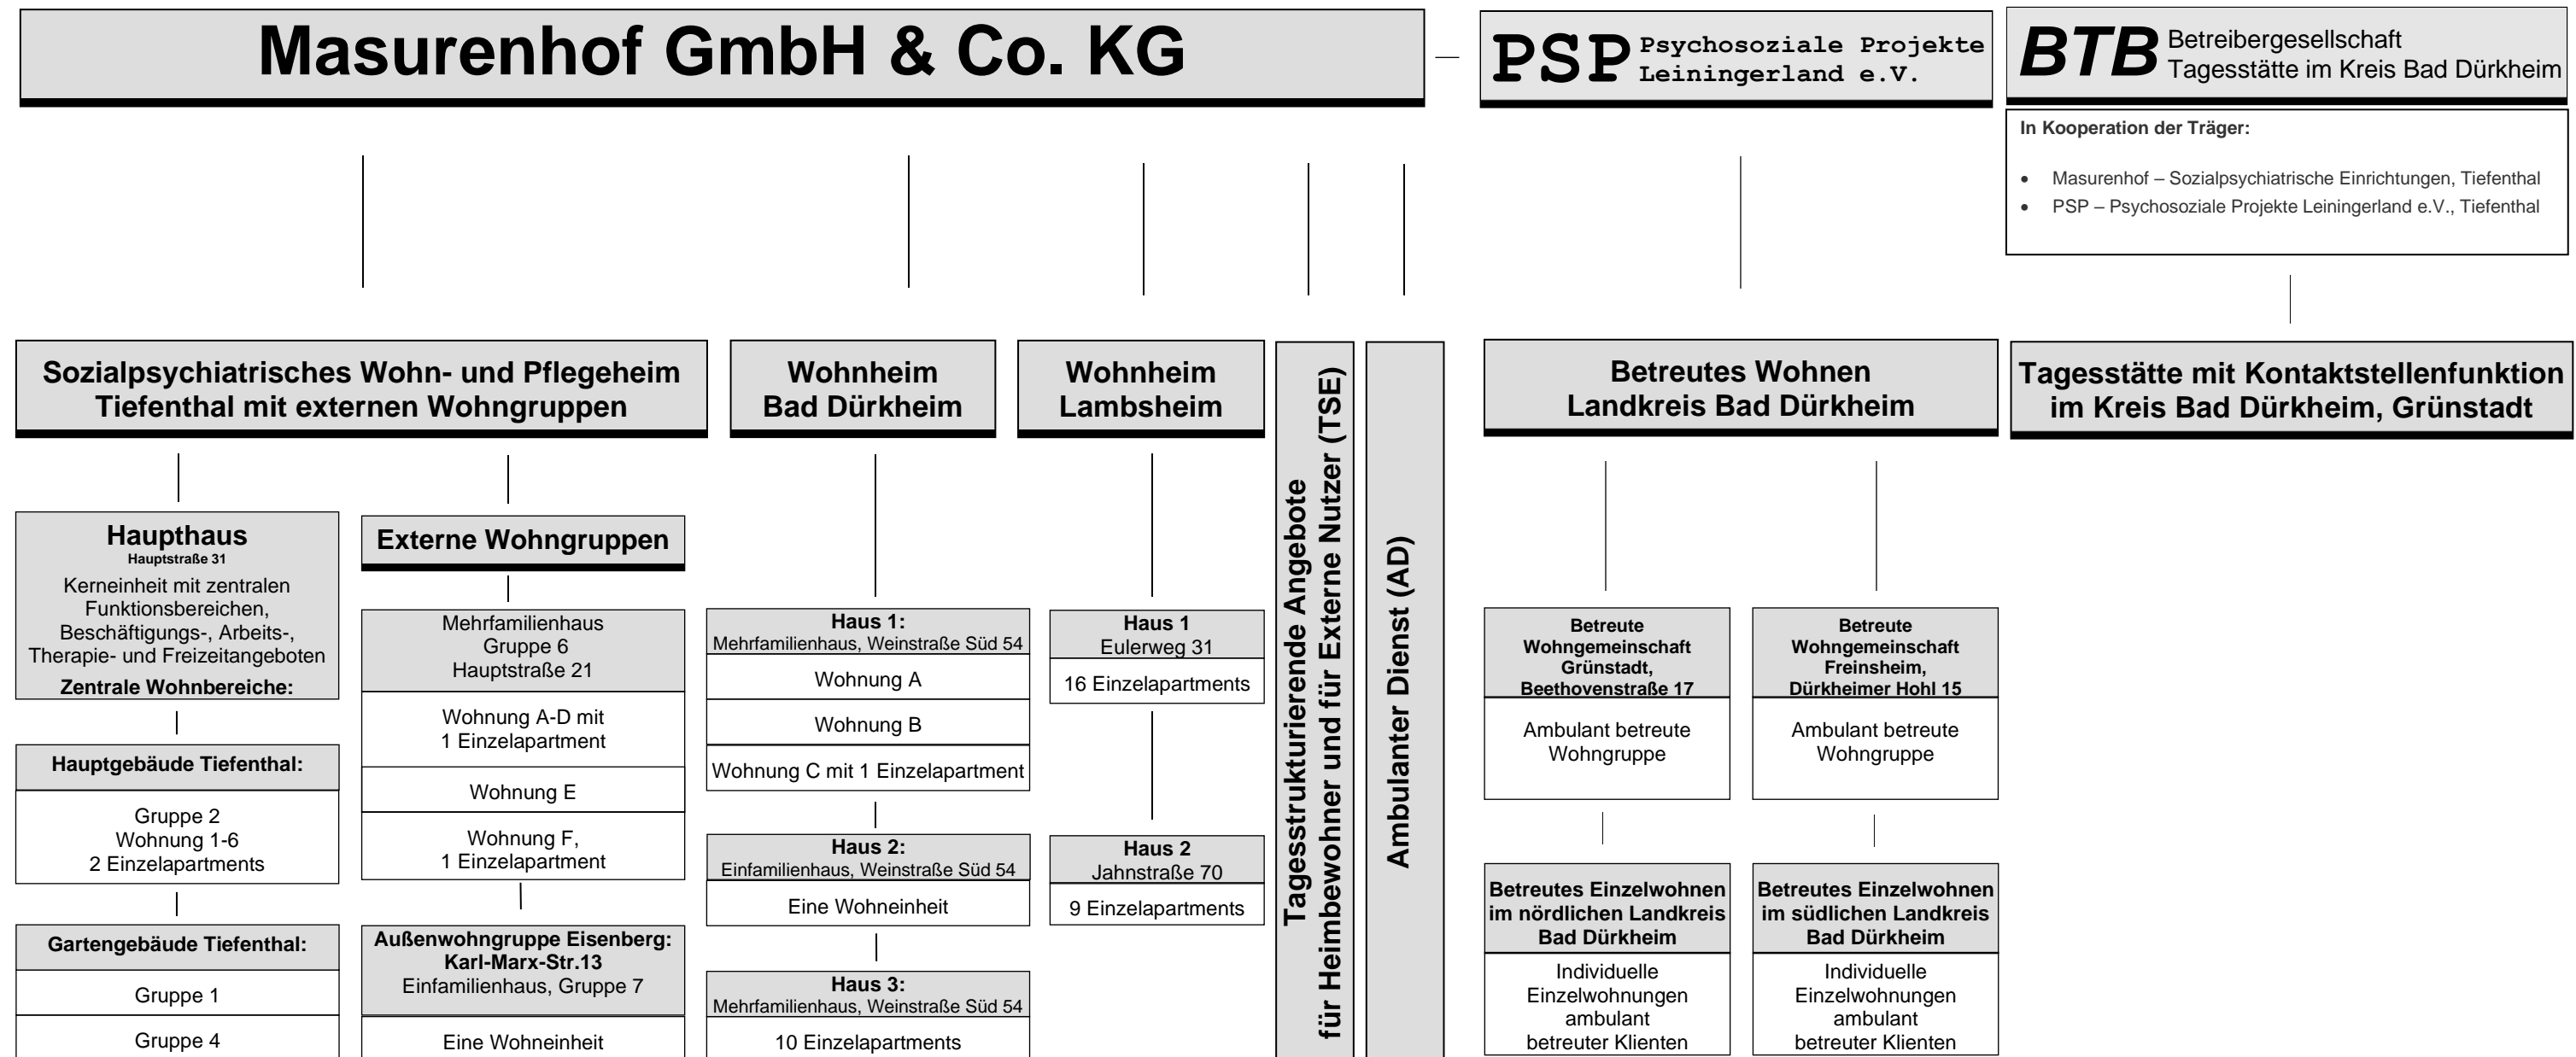 Masurenhof GmbH & Co. KG
PSP Psychosoziale Projekte
Leiningerland e.V.
BTB Betreibergesellschaft
Tagesstätte im Kreis Bad Dürkheim
In Kooperation der Träger:
• Masurenhof – Sozialpsychiatrische Einrichtungen, Tiefenthal
• PSP – Psychosoziale Projekte Leiningerland e.V., Tiefenthal
Sozialpsychiatrisches Wohn- und Pflegeheim
Tiefenthal mit externen Wohngruppen
Haupthaus
Hauptstraße 31
Kerneinheit mit zentralen
Funktionsbereichen,
Beschäftigungs-, Arbeits-,
Therapie- und Freizeitangeboten
Zentrale Wohnbereiche:
Hauptgebäude Tiefenthal:
Gruppe 2
Wohnung 1-6
2 Einzelapartments
Gartengebäude Tiefenthal:
Gruppe 1
Gruppe 4
Externe Wohngruppen
Mehrfamilienhaus
Gruppe 6
Hauptstraße 21
Wohnung A-D mit
1 Einzelapartment
Wohnung E
Wohnung F,
1 Einzelapartment
Außenwohngruppe Eisenberg:
Karl-Marx-Str.13
Einfamilienhaus, Gruppe 7
Eine Wohneinheit
Wohnheim
Bad Dürkheim
Haus 1:
Mehrfamilienhaus, Weinstraße Süd 54
Wohnung A
Wohnung B
Wohnung C mit 1 Einzelapartment
Haus 2:
Einfamilienhaus, Weinstraße Süd 54
Eine Wohneinheit
Haus 3:
Mehrfamilienhaus, Weinstraße Süd 54
10 Einzelapartments
Wohnheim
Lambsheim
Haus 1
Eulerweg 31
16 Einzelapartments
Haus 2
Jahnstraße 70
9 Einzelapartments
Tagesstrukturierende Angebote
für Heimbewohner und für Externe Nutzer (TSE)
Ambulanter Dienst (AD)
Betreutes Wohnen
Landkreis Bad Dürkheim
Betreute
Wohngemeinschaft
Grünstadt,
Beethovenstraße 17
Ambulant betreute
Wohngruppe
Betreutes Einzelwohnen
im nördlichen Landkreis
Bad Dürkheim
Individuelle
Einzelwohnungen
ambulant
betreuter Klienten
Betreute
Wohngemeinschaft
Freinsheim,
Dürkheimer Hohl 15
Ambulant betreute
Wohngruppe
Betreutes Einzelwohnen
im südlichen Landkreis
Bad Dürkheim
Individuelle
Einzelwohnungen
ambulant
betreuter Klienten
Tagesstätte mit Kontaktstellenfunktion
im Kreis Bad Dürkheim, Grünstadt